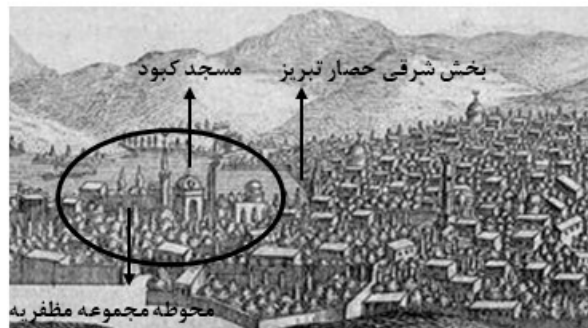 بخش شرقی حصار تبریز
مسجد کبود
محوطه مجموعه مظفریه